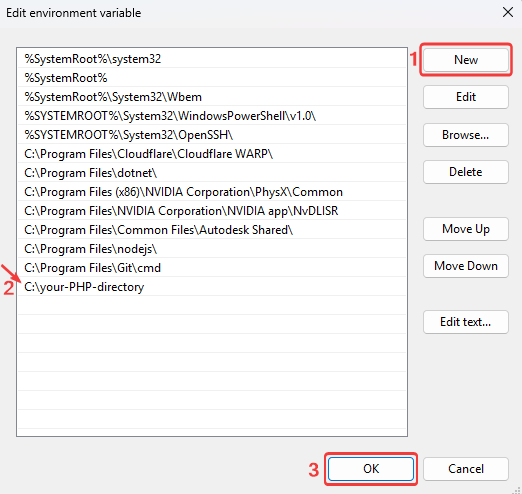 Edit environment variable
%SystemRoot%\system32
1
New
%SystemRoot%
%SystemRoot%\System32\Wbem
Edit
%SYSTEMROOT%\System32\WindowsPowerShell\v1.0\
%SYSTEMROOT%\System32\OpenSSH\
Browse...
C:\Program Files\Cloudflare\Cloudflare WARP\
C:\Program Files\dotnet\
Delete
C:\Program Files (x86)\NVIDIA Corporation\PhysX\Common
C:\Program Files\NVIDIA Corporation\NVIDIA app\NvDLISR
C:\Program Files\Common Files\Autodesk Shared\
Move Up
C:\Program Files\nodejs\
C:\Program Files\Git\cmd
Move Down
2
C:\your-PHP-directory
Edit text...
3
OK
Cancel